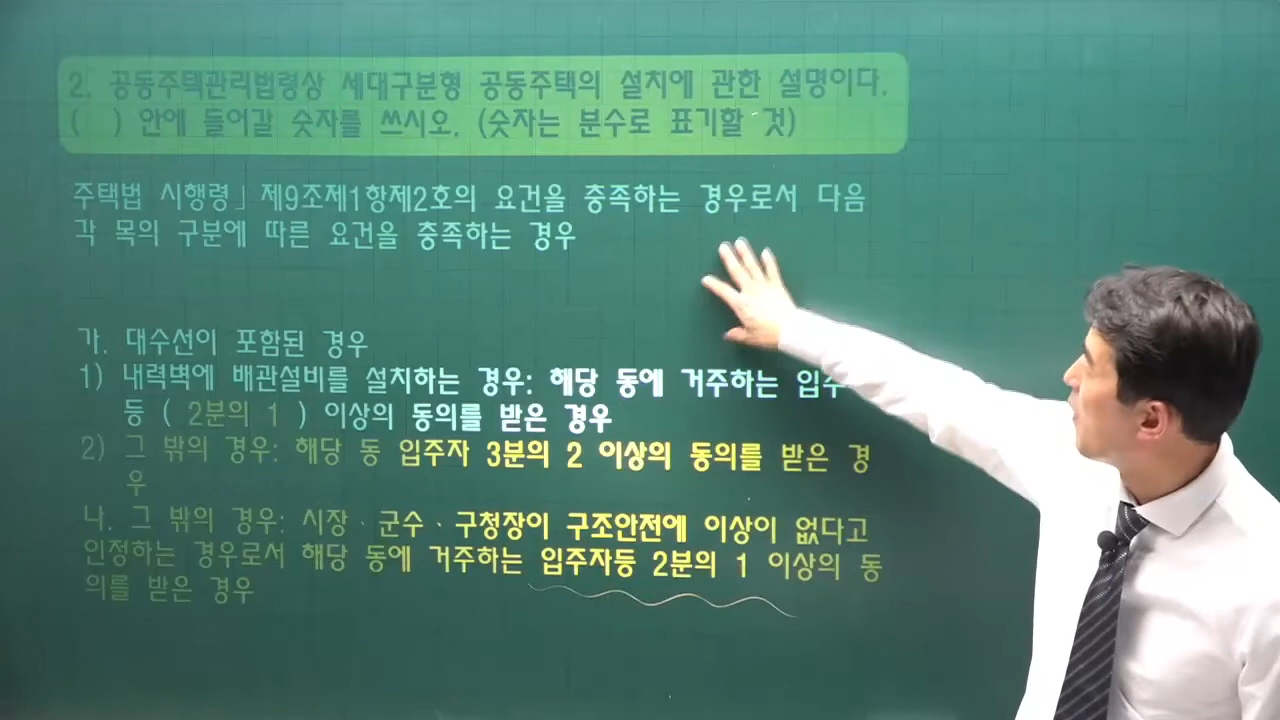 2. 공동주택관리법령상 세대구분형 공동주택의 설치에 관한 설명이다.
( ) 안에 들어갈 숫자를 쓰시오. (숫자는 분수로 표기할 것)
주택법 시행령」 제9조제1항제2호의 요건을 충족하는 경우로서 다음
각 목의 구분에 따른 요건을 충족하는 경우
가. 대수선이 포함된 경우
1) 내력벽에 배관설비를 설치하는 경우: 해당 동에 거주하는 입주
등 ( 2분의 1 ) 이상의 동의를 받은 경우
2) 그 밖의 경우: 해당 동 입주자 3분의 2 이상의 동의를 받은 경
우
나. 그 밖의 경우: 시장·군수·구청장이 구조안전에 이상이 없다고
인정하는 경우로서 해당 동에 거주하는 입주자등 2분의 1 이상의 동
의를 받은 경우